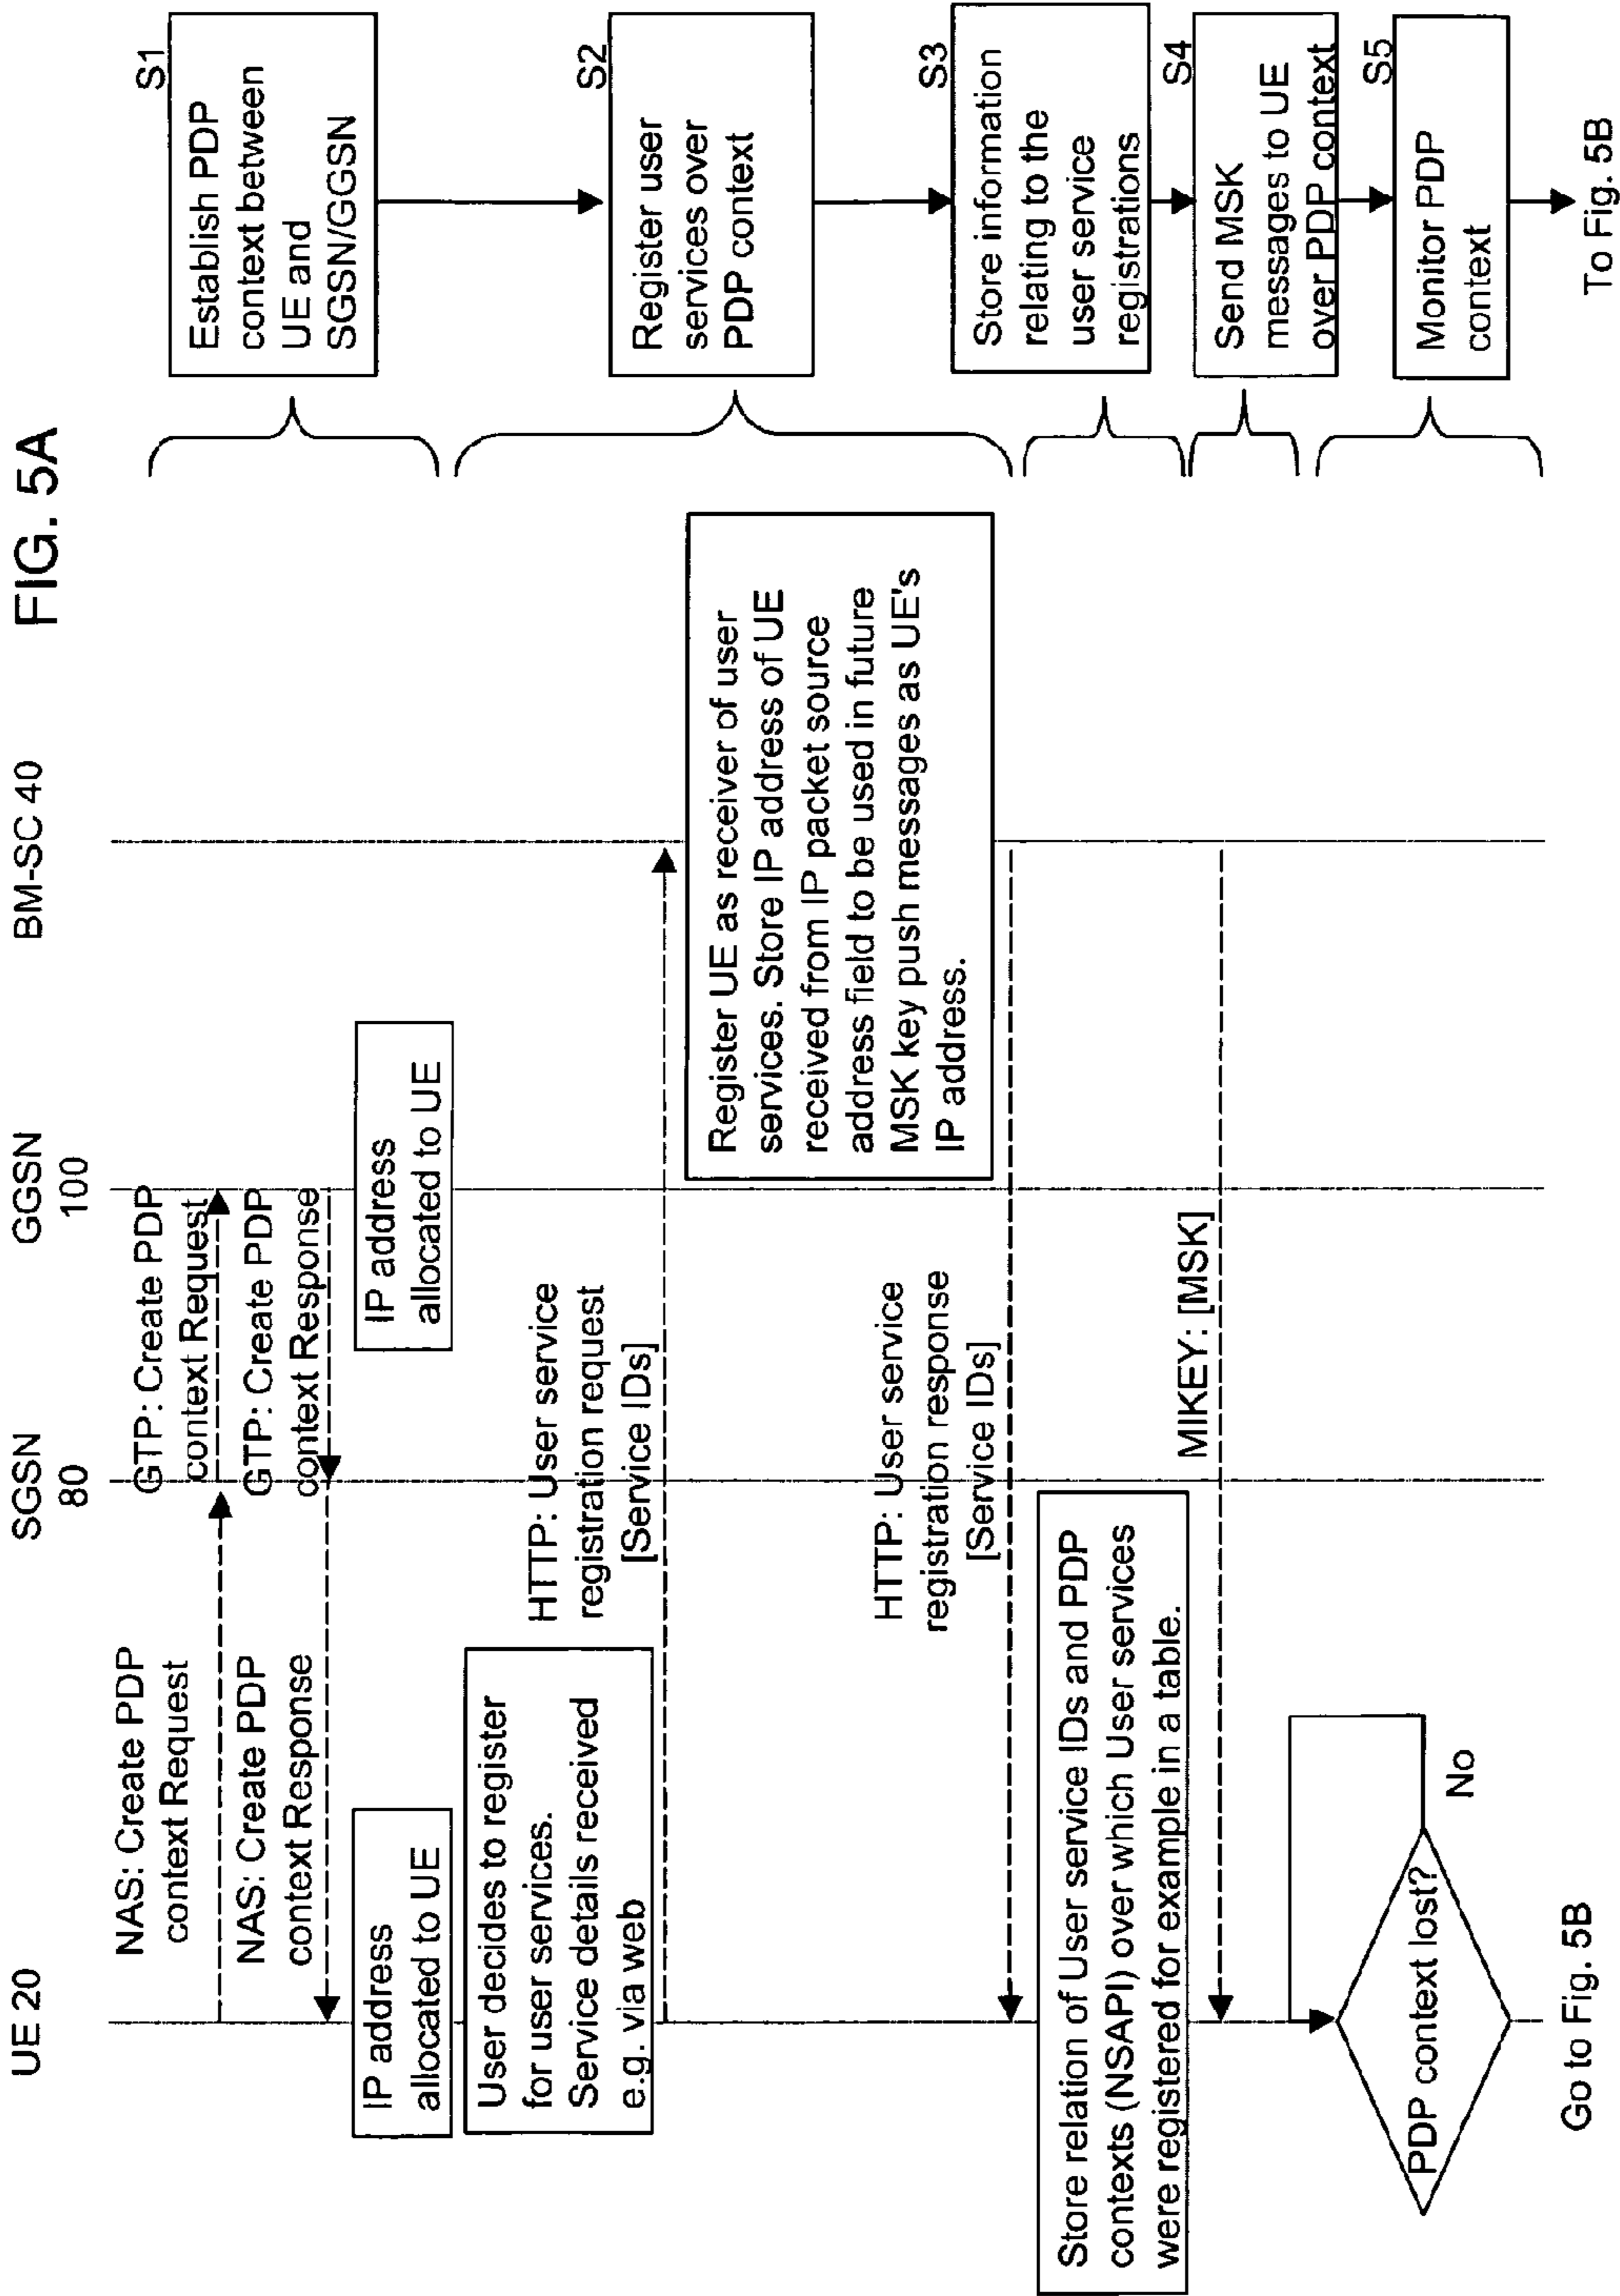 FIG. 5A
UE 20
SGSN
80
GGSN
100
BM-SC 40
NAS: Create PDP
context Request
GTP: Create PDP
context Request
NAS: Create PDP
context Response
GTP: Create PDP
context Response
IP address
allocated to UE
IP address
allocated to UE
S1
Establish PDP
context between
UE and
SGSN/GGSN
User decides to register
for user services.
Service details received
e.g. via web
HTTP: User service
registration request
[Service IDs]
Register UE as receiver of user
services. Store IP address of UE
received from IP packet source
address field to be used in future
MSK key push messages as UE's
IP address.
S2
Register user
services over
PDP context
HTTP: User service
registration response
[Service IDs]
Store relation of User service IDs and PDP
contexts (NSAPI) over which User services
were registered for example in a table.
S3
Store information
relating to the
user service
registrations
MIKEY: [MSK]
S4
Send MSK
messages to UE
over PDP context
PDP context lost?
No
S5
Monitor PDP
context
Go to Fig. 5B
To Fig. 5B